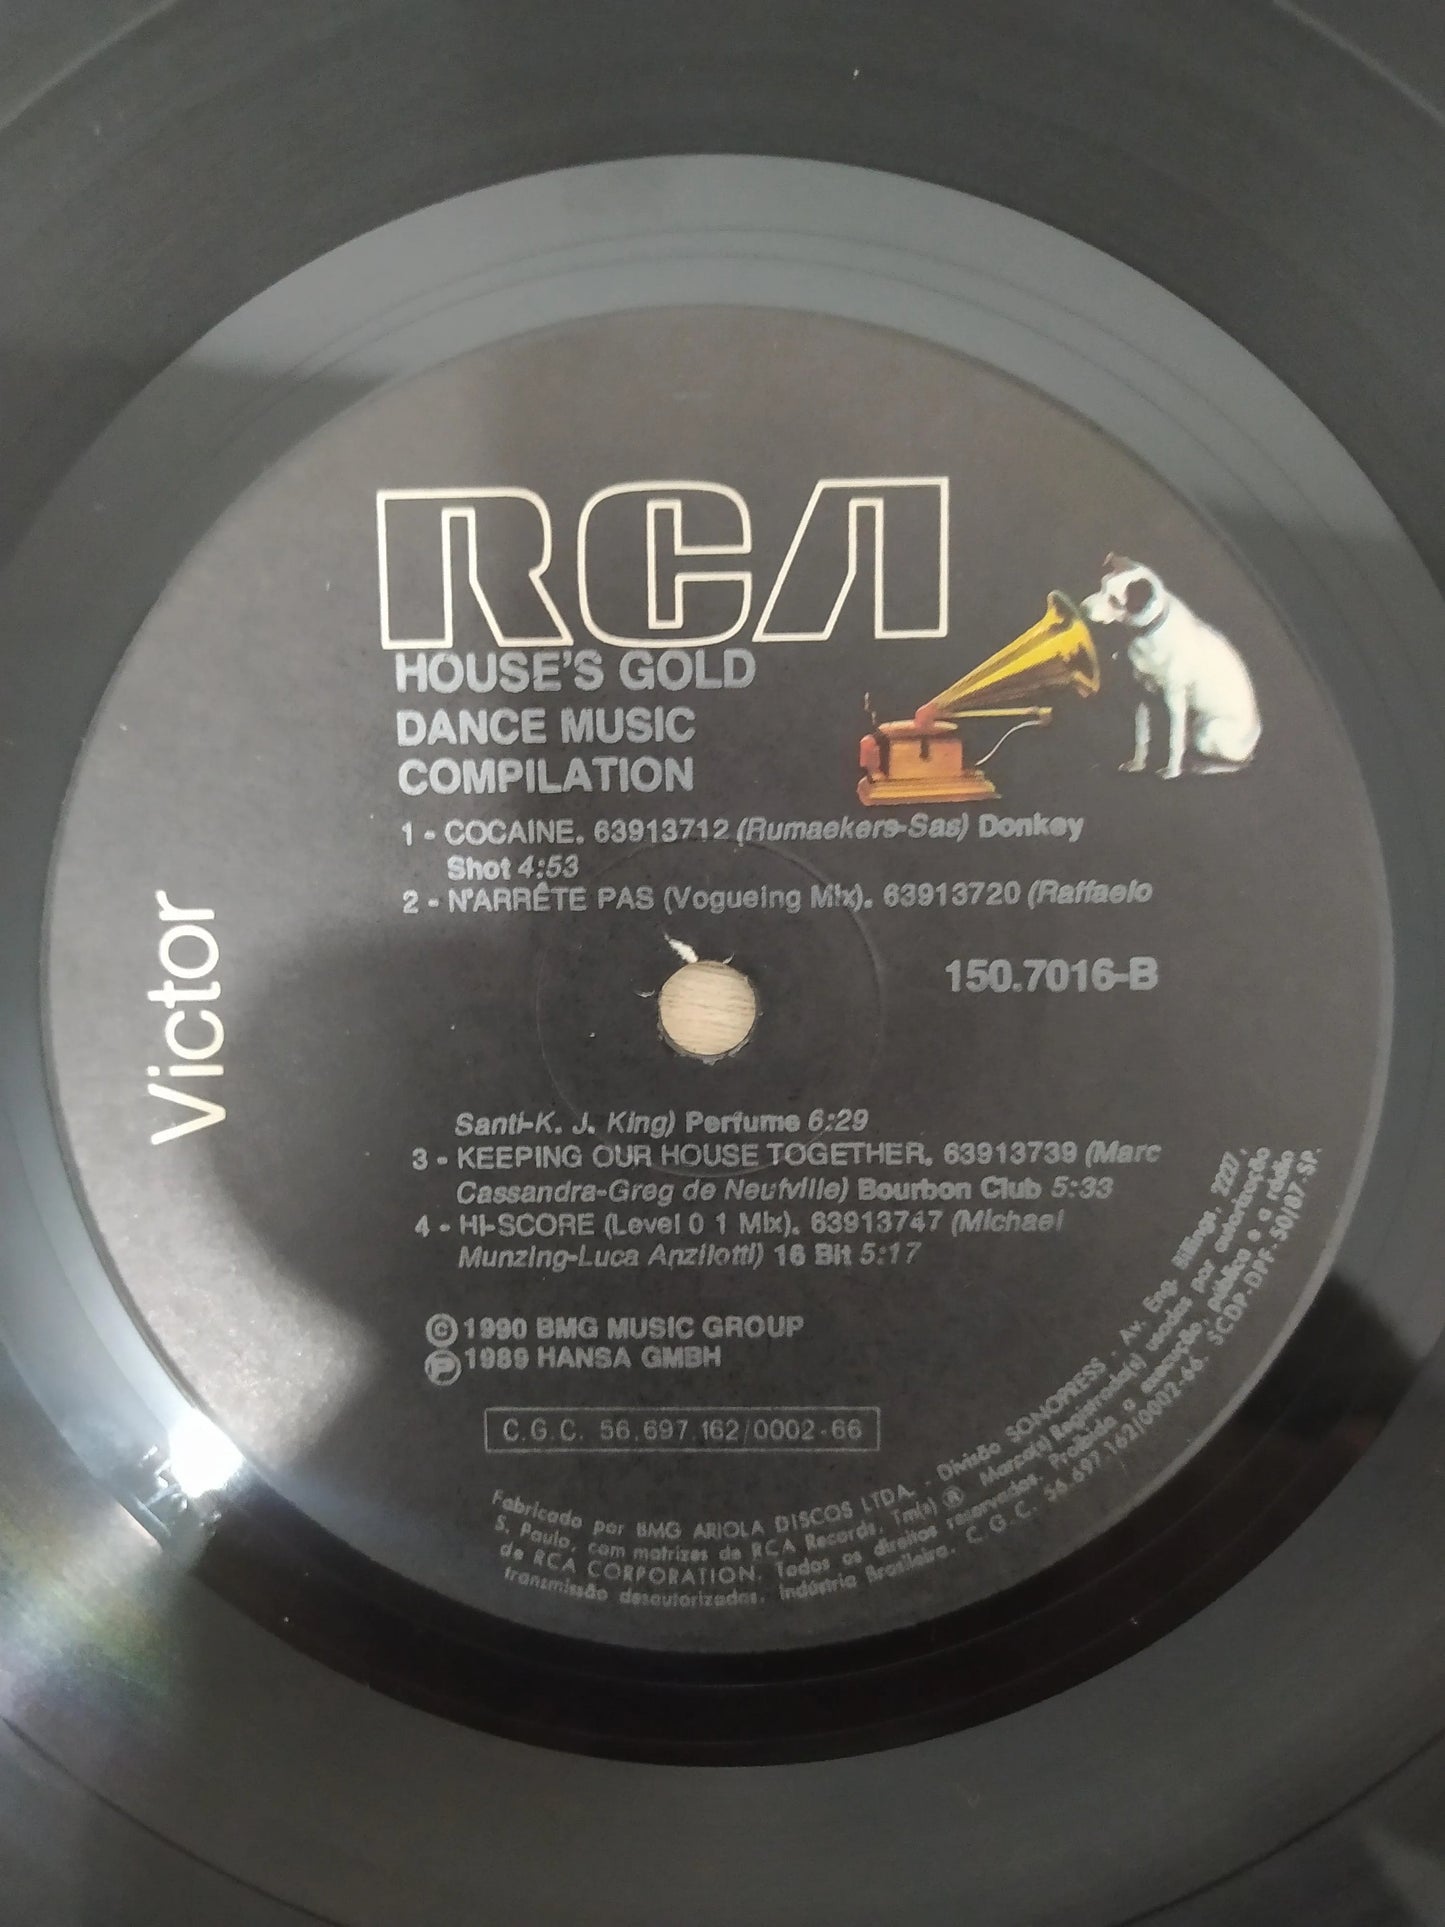 RCA
HOUSE'S GOLD
DANCE MUSIC
COMPILATION
1 - COCAINE. 63913712 (Rumaekers-Sas) Donkey
Shot 4:53
2 - N'ARRÊTE PAS (Vogueing Mix). 63913720 (Raffaelo
150.7016-B
Victor
Santi-K. J. King) Perfume 6:29
3 - KEEPING OUR HOUSE TOGETHER. 63913739 (Marc
Cassandra-Greg de Neufville) Bourbon Club 5:33
4 - HI-SCORE (Level 0 1 Mix). 63913747 (Michael
Munzing-Luca Anzilotti) 16 Bit 5:17
© 1990 BMG MUSIC GROUP
℗ 1989 HANSA GMBH
C.G.C. 56.697.162/0002-66
Fabricado por BMG ARIOLA DISCOS LTDA. - Divisão SONOPRESS - Av. Eng. Billings, 2227,
S. Paulo, com matrizes da RCA Records. Tm(s) ® Marca(s) Registrada(s) usadas por autorização
de RCA CORPORATION. Todos os direitos reservados. Proibida a execução, pública e a rádio
transmissão desautorizadas. Indústria Brasileira. C.G.C. 56.697.162/0002-66. SCDP-DPF-50/87-SP.